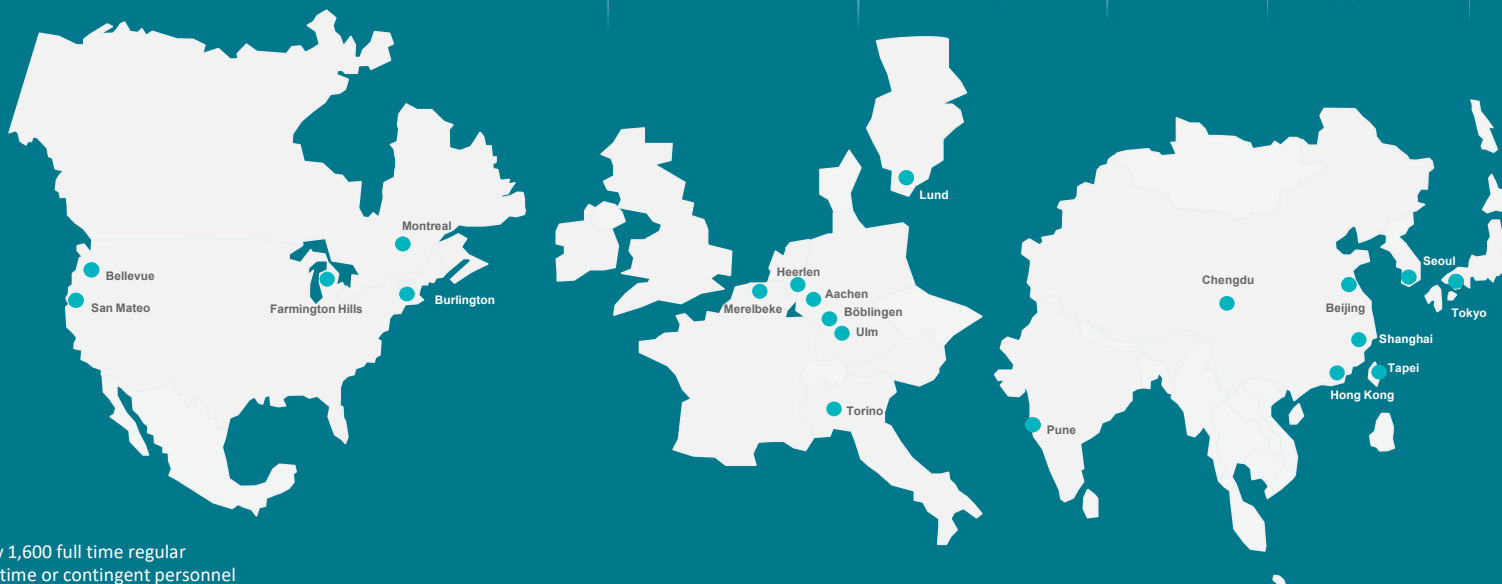 Montreal
Bellevue
San Mateo
Farmington Hills
Burlington
Lund
Heerlen
Merelbeke
Aachen
Böblingen
Ulm
Torino
Chengdu
Seoul
Beijing
Tokyo
Shanghai
Tapei
Hong Kong
Pune
1,600 full time regular
time or contingent personnel